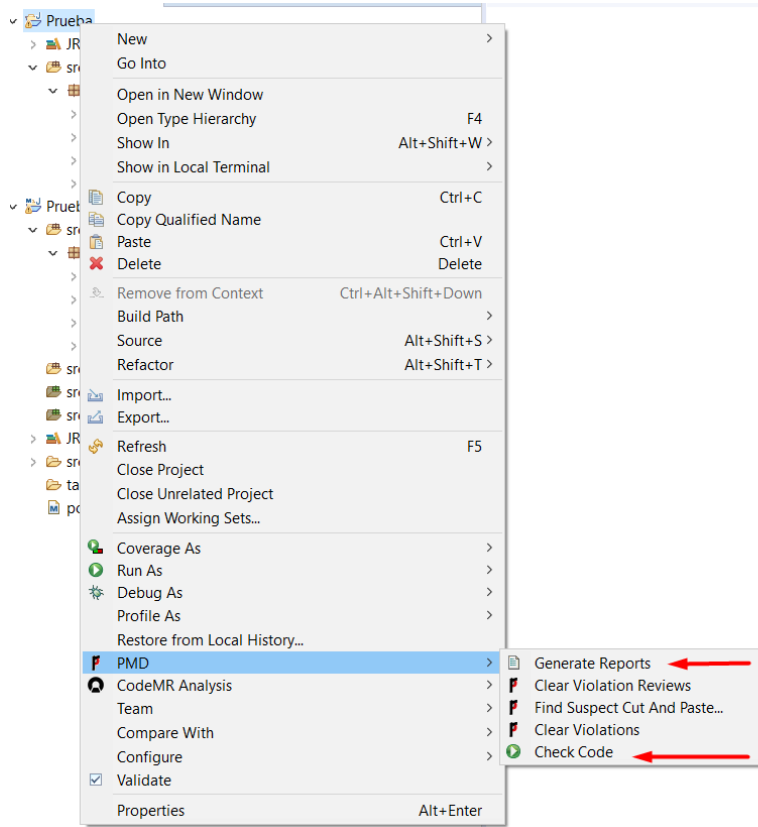 Prueba
JR
sr
Prueb
sr
sr
sr
sr
JR
sr
ta
po
New
Go Into
Open in New Window
Open Type Hierarchy F4
Show In Alt+Shift+W
Show in Local Terminal
Copy Ctrl+C
Copy Qualified Name
Paste Ctrl+V
Delete Delete
Remove from Context Ctrl+Alt+Shift+Down
Build Path
Source Alt+Shift+S
Refactor Alt+Shift+T
Import...
Export...
Refresh F5
Close Project
Close Unrelated Project
Assign Working Sets...
Coverage As
Run As
Debug As
Profile As
Restore from Local History...
PMD
CodeMR Analysis
Team
Compare With
Configure
Validate
Properties Alt+Enter
Generate Reports
Clear Violation Reviews
Find Suspect Cut And Paste...
Clear Violations
Check Code